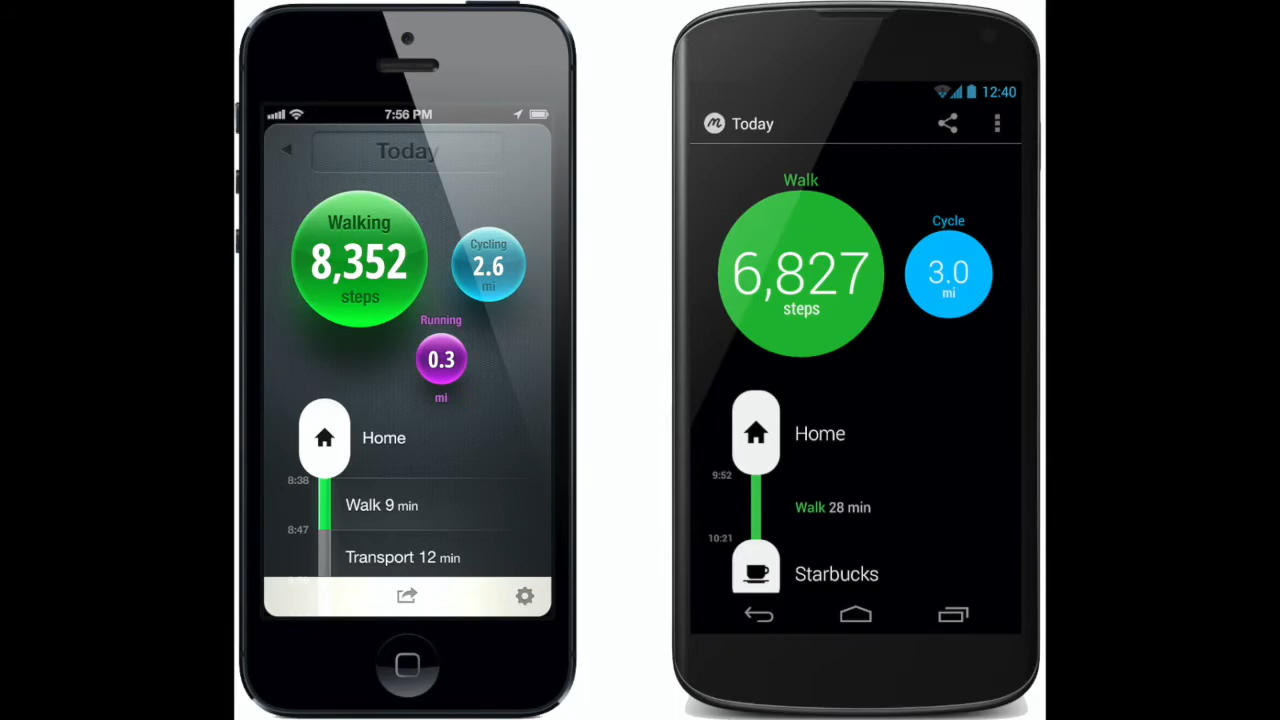 7:56 PM
Today
Walking
8,352
steps
Cycling
2.6
mi
Running
0.3
mi
Home
8:38
Walk 9 min
8:47
Transport 12 min
12:40
Today
Walk
6,827
steps
Cycle
3.0
mi
Home
9:52
Walk 28 min
10:21
Starbucks